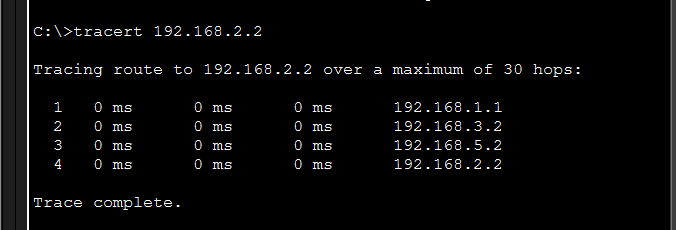 C:\>tracert 192.168.2.2
Tracing route to 192.168.2.2 over a maximum of 30 hops:
1 0 ms 0 ms 0 ms 192.168.1.1
2 0 ms 0 ms 0 ms 192.168.3.2
3 0 ms 0 ms 0 ms 192.168.5.2
4 0 ms 0 ms 0 ms 192.168.2.2
Trace complete.